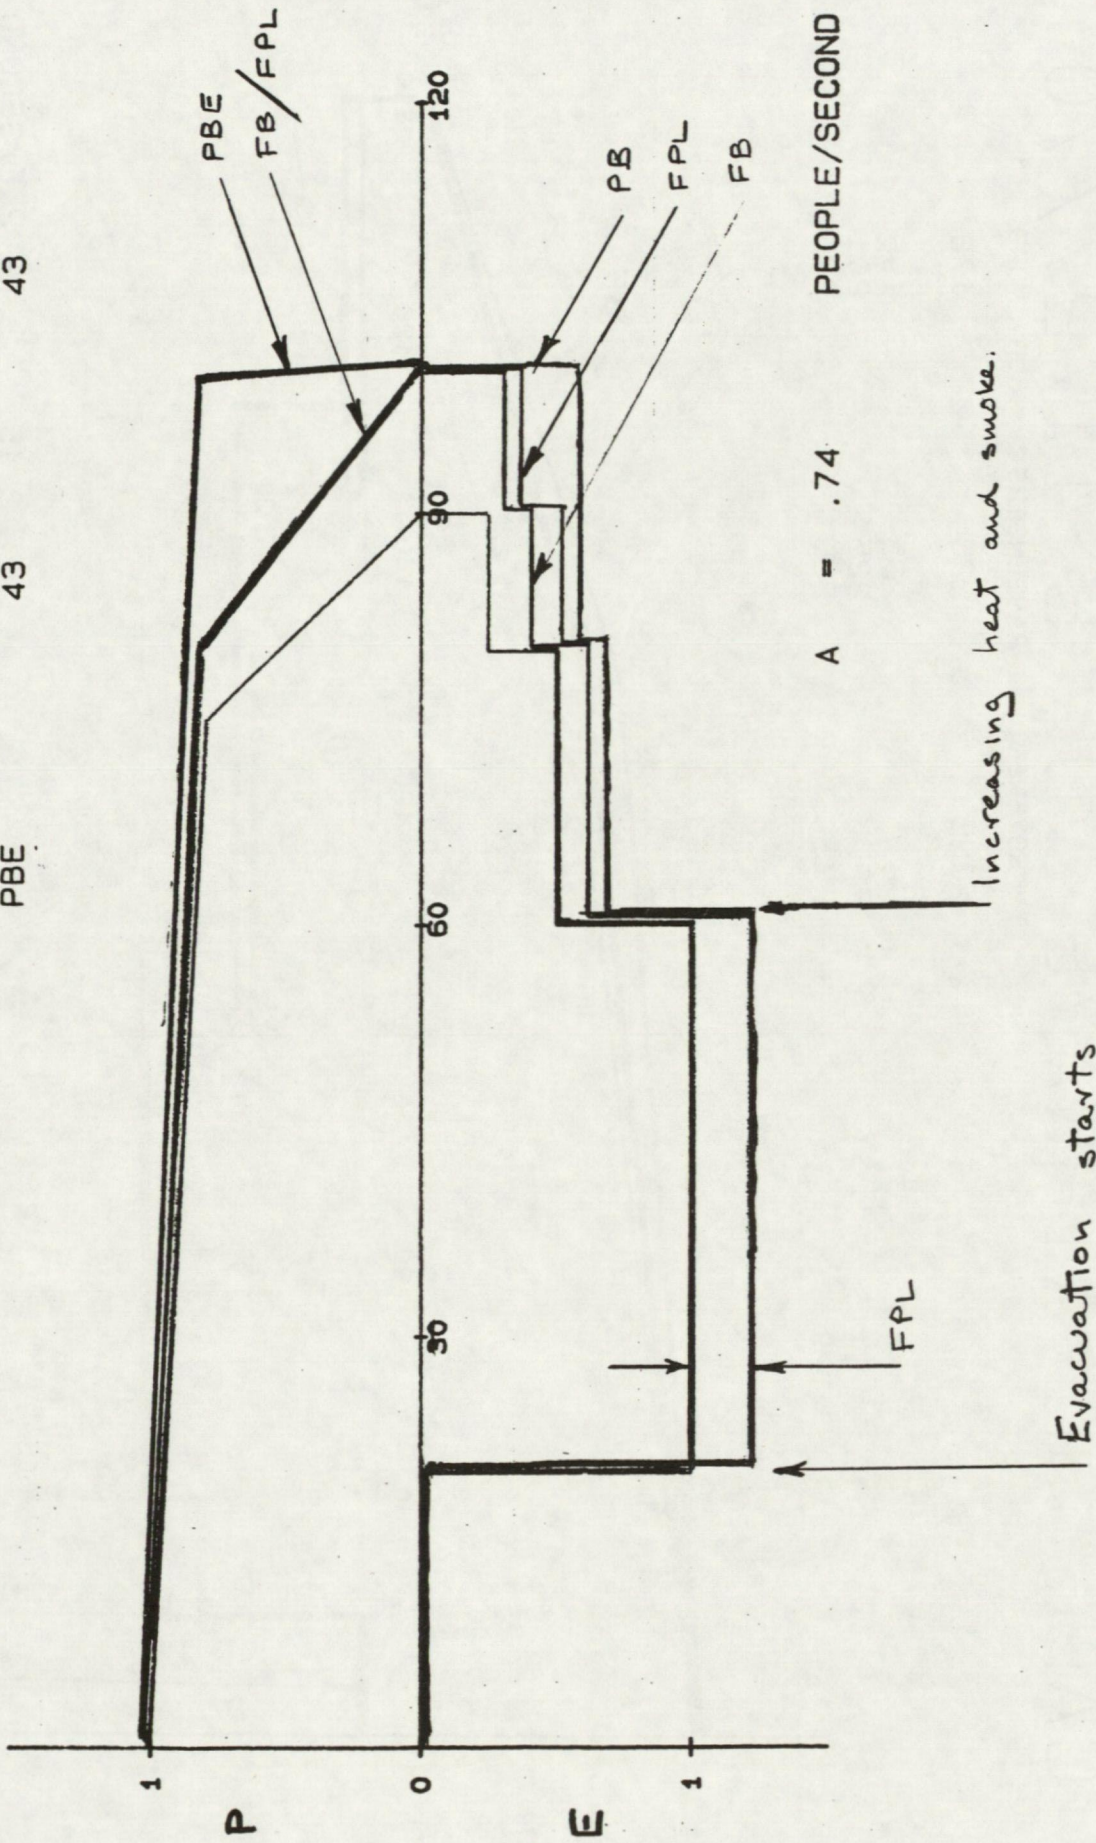 PBE 43 43
PBE
FB/FPL
P
1
0
30
60
90
120
E
1
PB
FPL
FB
A = .74 PEOPLE/SECOND
FPL
Increasing heat and smoke.
Evacuation starts